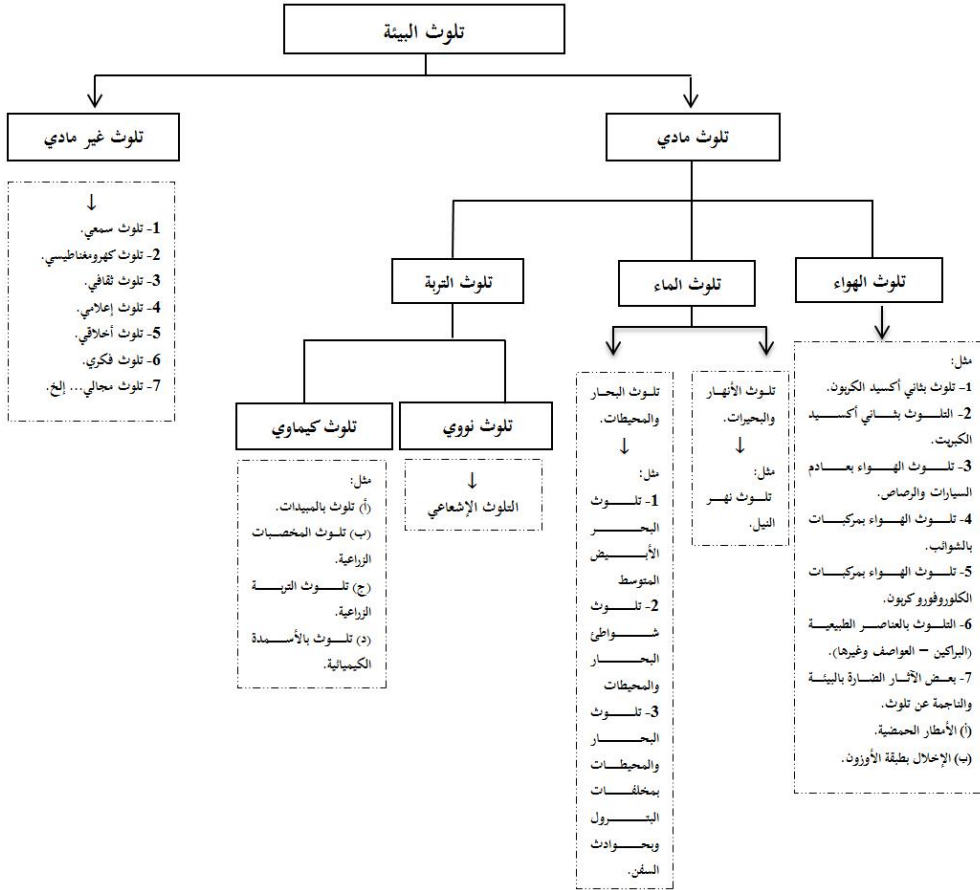 تلوث البيئة
تلوث مادي
تلوث غير مادي
↓
1- تلوث سمعي.
2- تلوث كهرومغناطيسي.
3- تلوث ثقافي.
4- تلوث إعلامي.
5- تلوث أخلاقي.
6- تلوث فكري.
7- تلوث مجالي... إلخ.
تلوث الهواء
تلوث الماء
تلوث التربة
مثل:
1- تلوث بثاني أكسيد الكربون.
2- التلوث بثاني أكسيد
الكبريت.
3- تلوث الهواء بعادم
السيارات والرصاص.
4- تلوث الهواء بمركبات
بالشوائب.
5- تلوث الهواء بمركبات
الكلوروفوروكربون.
6- التلوث بالعناصر الطبيعية
(البراكين – العواصف وغيرها).
7- بعض الآثار الضارة بالبيئة
والناجمة عن تلوث.
(أ) الأمطار الحمضية.
(ب) الإخلال بطبقة الأوزون.
تلوث الأنهار
والبحيرات.
↓
مثل:
تلوث نهر
النيل.
تلوث البحار
والمحيطات.
↓
مثل:
1- تلوث
البحر
الأبيض
المتوسط
2- تلوث
شواطئ
البحار
والمحيطات
3- تلوث
البحار
والمحيطات
بمخلفات
البترول
وبحوادث
السفن.
تلوث نووي
↓
التلوث الإشعاعي
تلوث كيماوي
مثل:
(أ) تلوث بالمبيدات.
(ب) تلوث المخصبات
الزراعية.
(ج) تلوث التربة
الزراعية.
(د) تلوث بالأسمدة
الكيميائية.